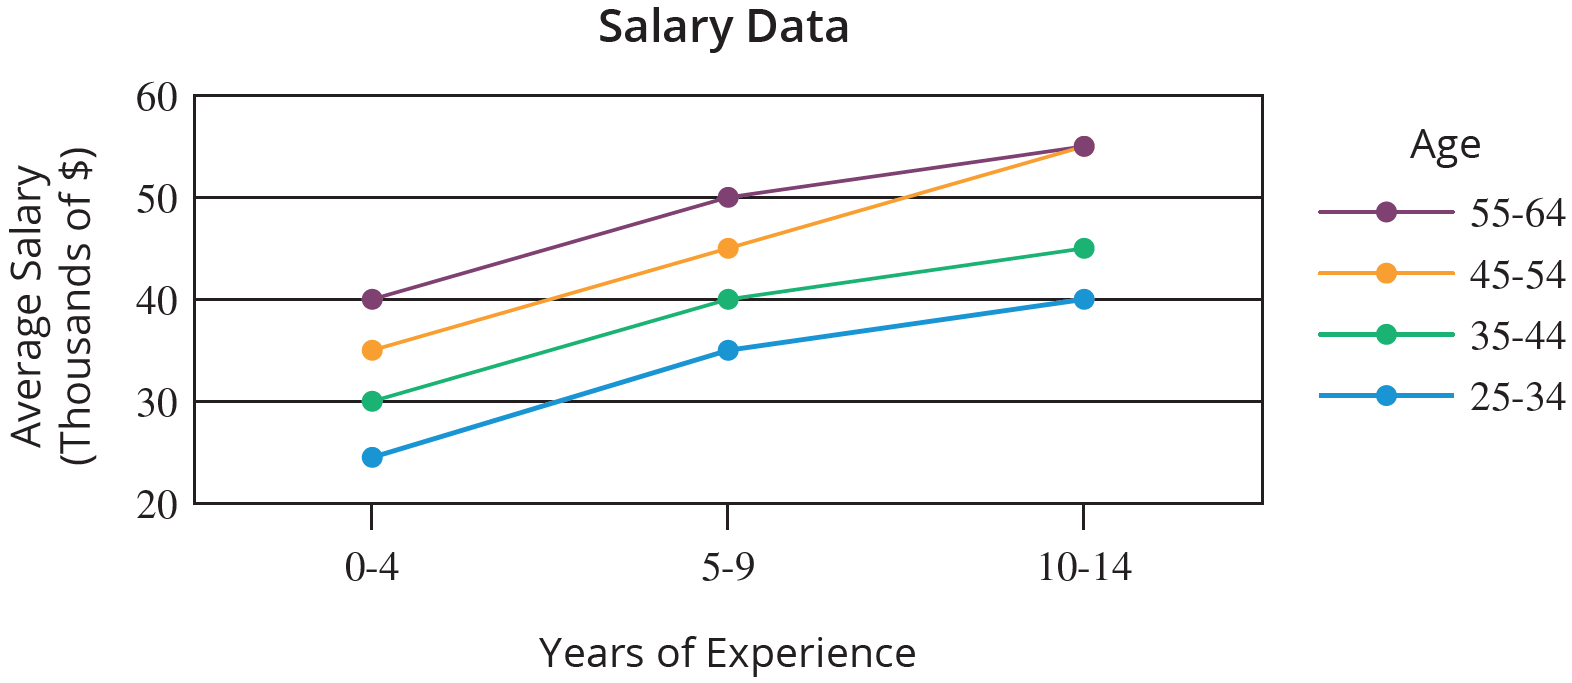 Salary Data
Average Salary
(Thousands of $)
60
50
40
30
20
0-4
5-9
10-14
Years of Experience
Age
55-64
45-54
35-44
25-34